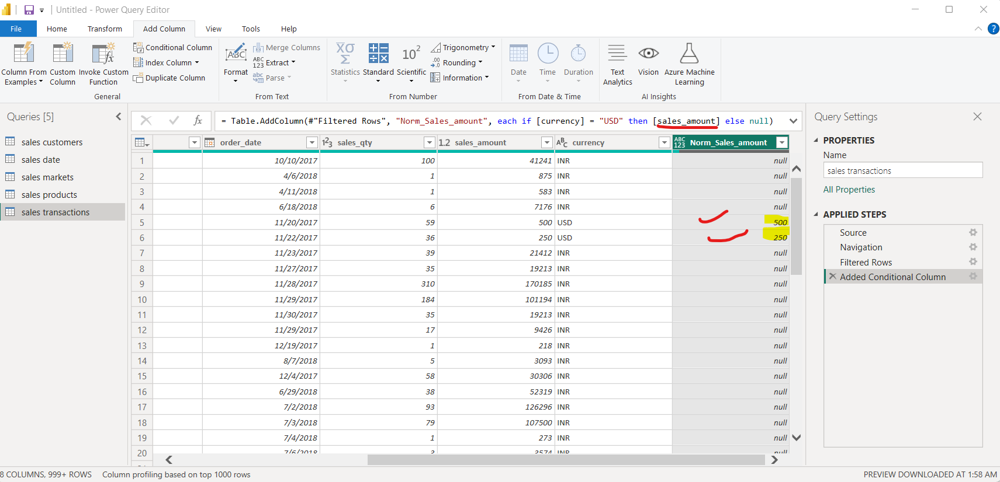 Untitled - Power Query Editor
File Home Transform Add Column View Tools Help
Column From Examples
Custom Column
Invoke Custom Function
Conditional Column
Index Column
Duplicate Column
General
Format
ABC
Merge Columns
ABC 123 Extract
abc Parse
From Text
Statistics
Standard
10² Scientific
Trigonometry
.00 .0 Rounding
Information
From Number
Date
Time
Duration
From Date & Time
Text Analytics
Vision
Azure Machine Learning
AI Insights
Queries [5]
sales customers
sales date
sales markets
sales products
sales transactions
fx = Table.AddColumn(#"Filtered Rows", "Norm_Sales_amount", each if [currency] = "USD" then [sales_amount] else null)
order_date 123 sales_qty 1.2 sales_amount ABC currency ABC 123 Norm_Sales_amount
1 10/10/2017 100 41241 INR null
2 4/6/2018 1 875 INR null
3 4/11/2018 1 583 INR null
4 6/18/2018 6 7176 INR null
5 11/20/2017 59 500 USD 500
6 11/22/2017 36 250 USD 250
7 11/23/2017 39 21412 INR null
8 11/27/2017 35 19213 INR null
9 11/28/2017 310 170185 INR null
10 11/29/2017 184 101194 INR null
11 11/30/2017 35 19213 INR null
12 11/29/2017 17 9426 INR null
13 12/19/2017 1 218 INR null
14 8/7/2018 5 3093 INR null
15 12/4/2017 58 30306 INR null
16 6/29/2018 38 52319 INR null
17 7/2/2018 93 126296 INR null
18 7/3/2018 79 107500 INR null
19 7/4/2018 1 273 INR null
20 7/6/2018 3 3574 INR null
Query Settings
PROPERTIES
Name
sales transactions
All Properties
APPLIED STEPS
Source
Navigation
Filtered Rows
Added Conditional Column
8 COLUMNS, 999+ ROWS Column profiling based on top 1000 rows PREVIEW DOWNLOADED AT 1:58 AM